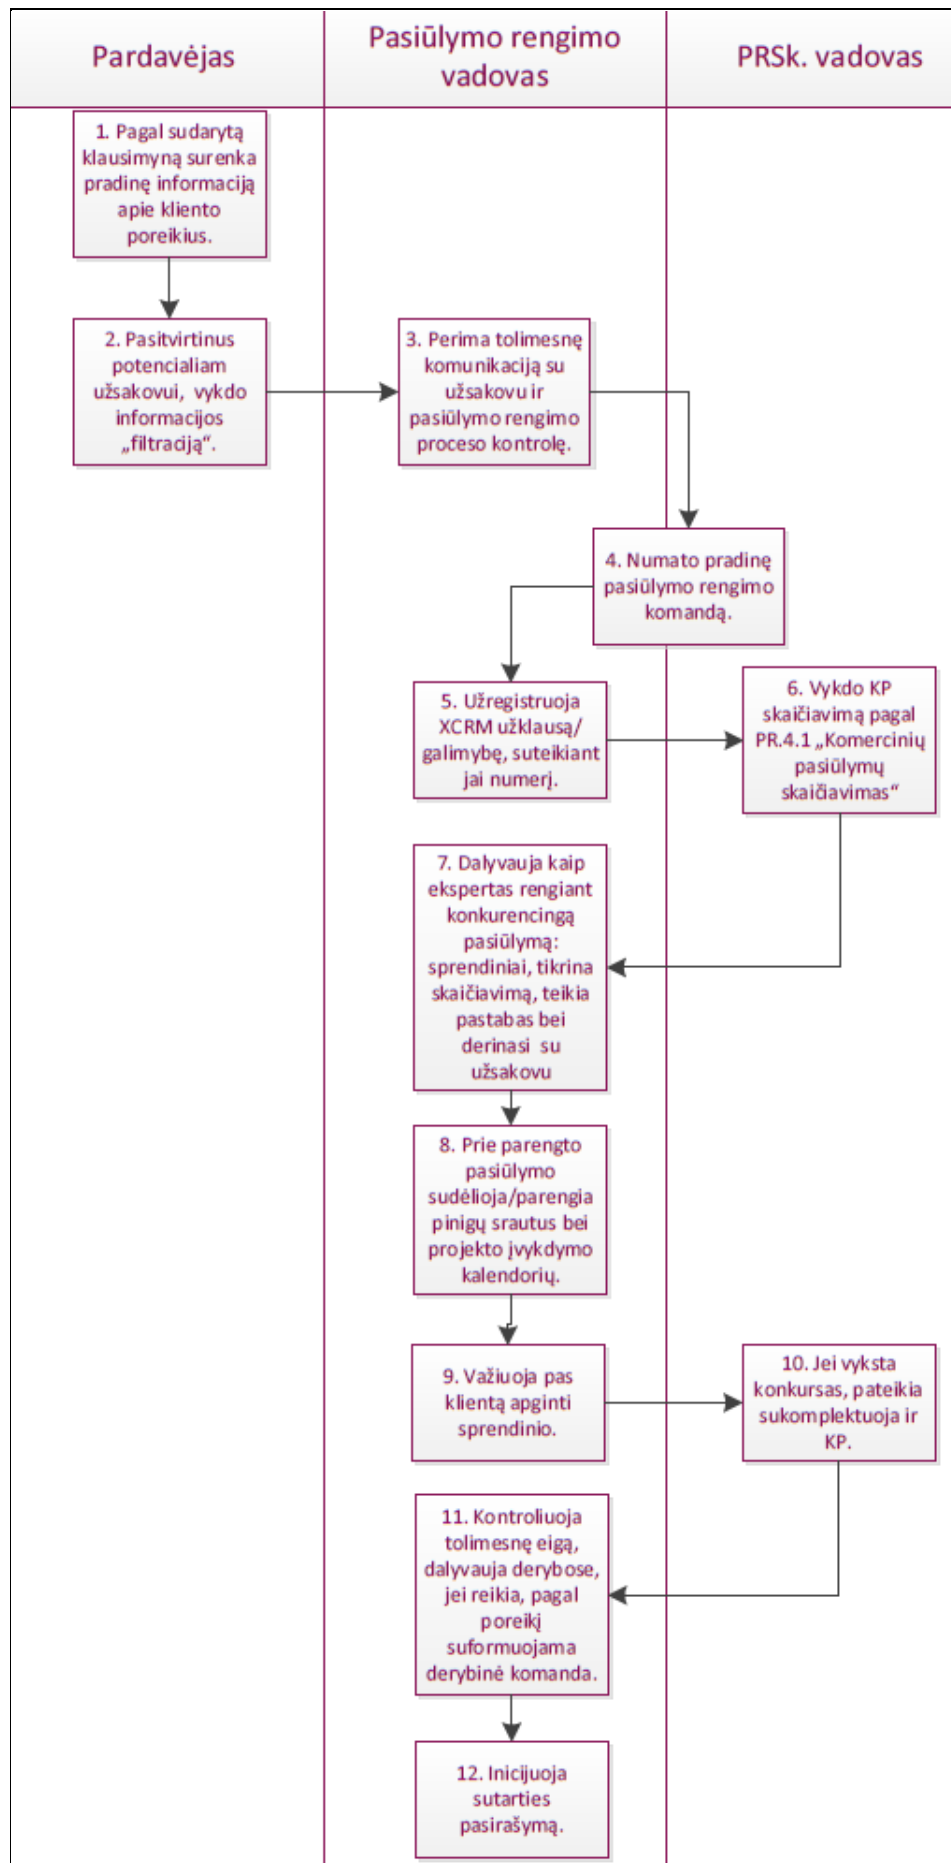 Pardavėjas
Pasiūlymo rengimo
vadovas
PRSk. vadovas
1. Pagal sudarytą
klausimyną surenka
pradinę informaciją
apie kliento
poreikius.
2. Pasitvirtinus
potencialiam
užsakovui, vykdo
informacijos
„filtraciją“.
3. Perima tolimesnę
komunikaciją su
užsakovu ir
pasiūlymo rengimo
proceso kontrolę.
4. Numato pradinę
pasiūlymo rengimo
komandą.
5. Užregistruoja
XCRM užklausą/
galimybę, suteikiant
jai numerį.
6. Vykdo KP
skaičiavimą pagal
PR.4.1 „Komercinių
pasiūlymų
skaičiavimas“
7. Dalyvauja kaip
ekspertas rengiant
konkurencingą
pasiūlymą:
sprendiniai, tikrina
skaičiavimą, teikia
pastabas bei
derinasi su
užsakovu
8. Prie parengto
pasiūlymo
sudėlioja/parengia
pinigų srautus bei
projekto įvykdymo
kalendorių.
9. Važiuoja pas
klientą apginti
sprendinio.
10. Jei vyksta
konkursas, pateikia
sukomplektuoja ir
KP.
11. Kontroliuoja
tolimesnę eigą,
dalyvauja derybose,
jei reikia, pagal
poreikį
suformuojama
derybinė komanda.
12. Inicijuoja
sutarties
pasirašymą.